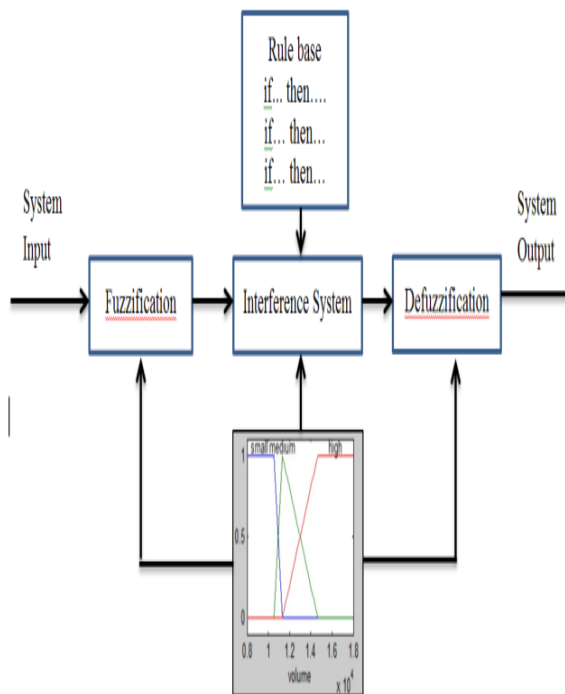 Rule base
if... then....
if... then...
if... then...
System
Input
System
Output
Fuzzification
Interference System
Defuzzification
small medium high
1
0.5
0
0.8 1 1.2 1.4 1.6 1.8
volume
x 10^4